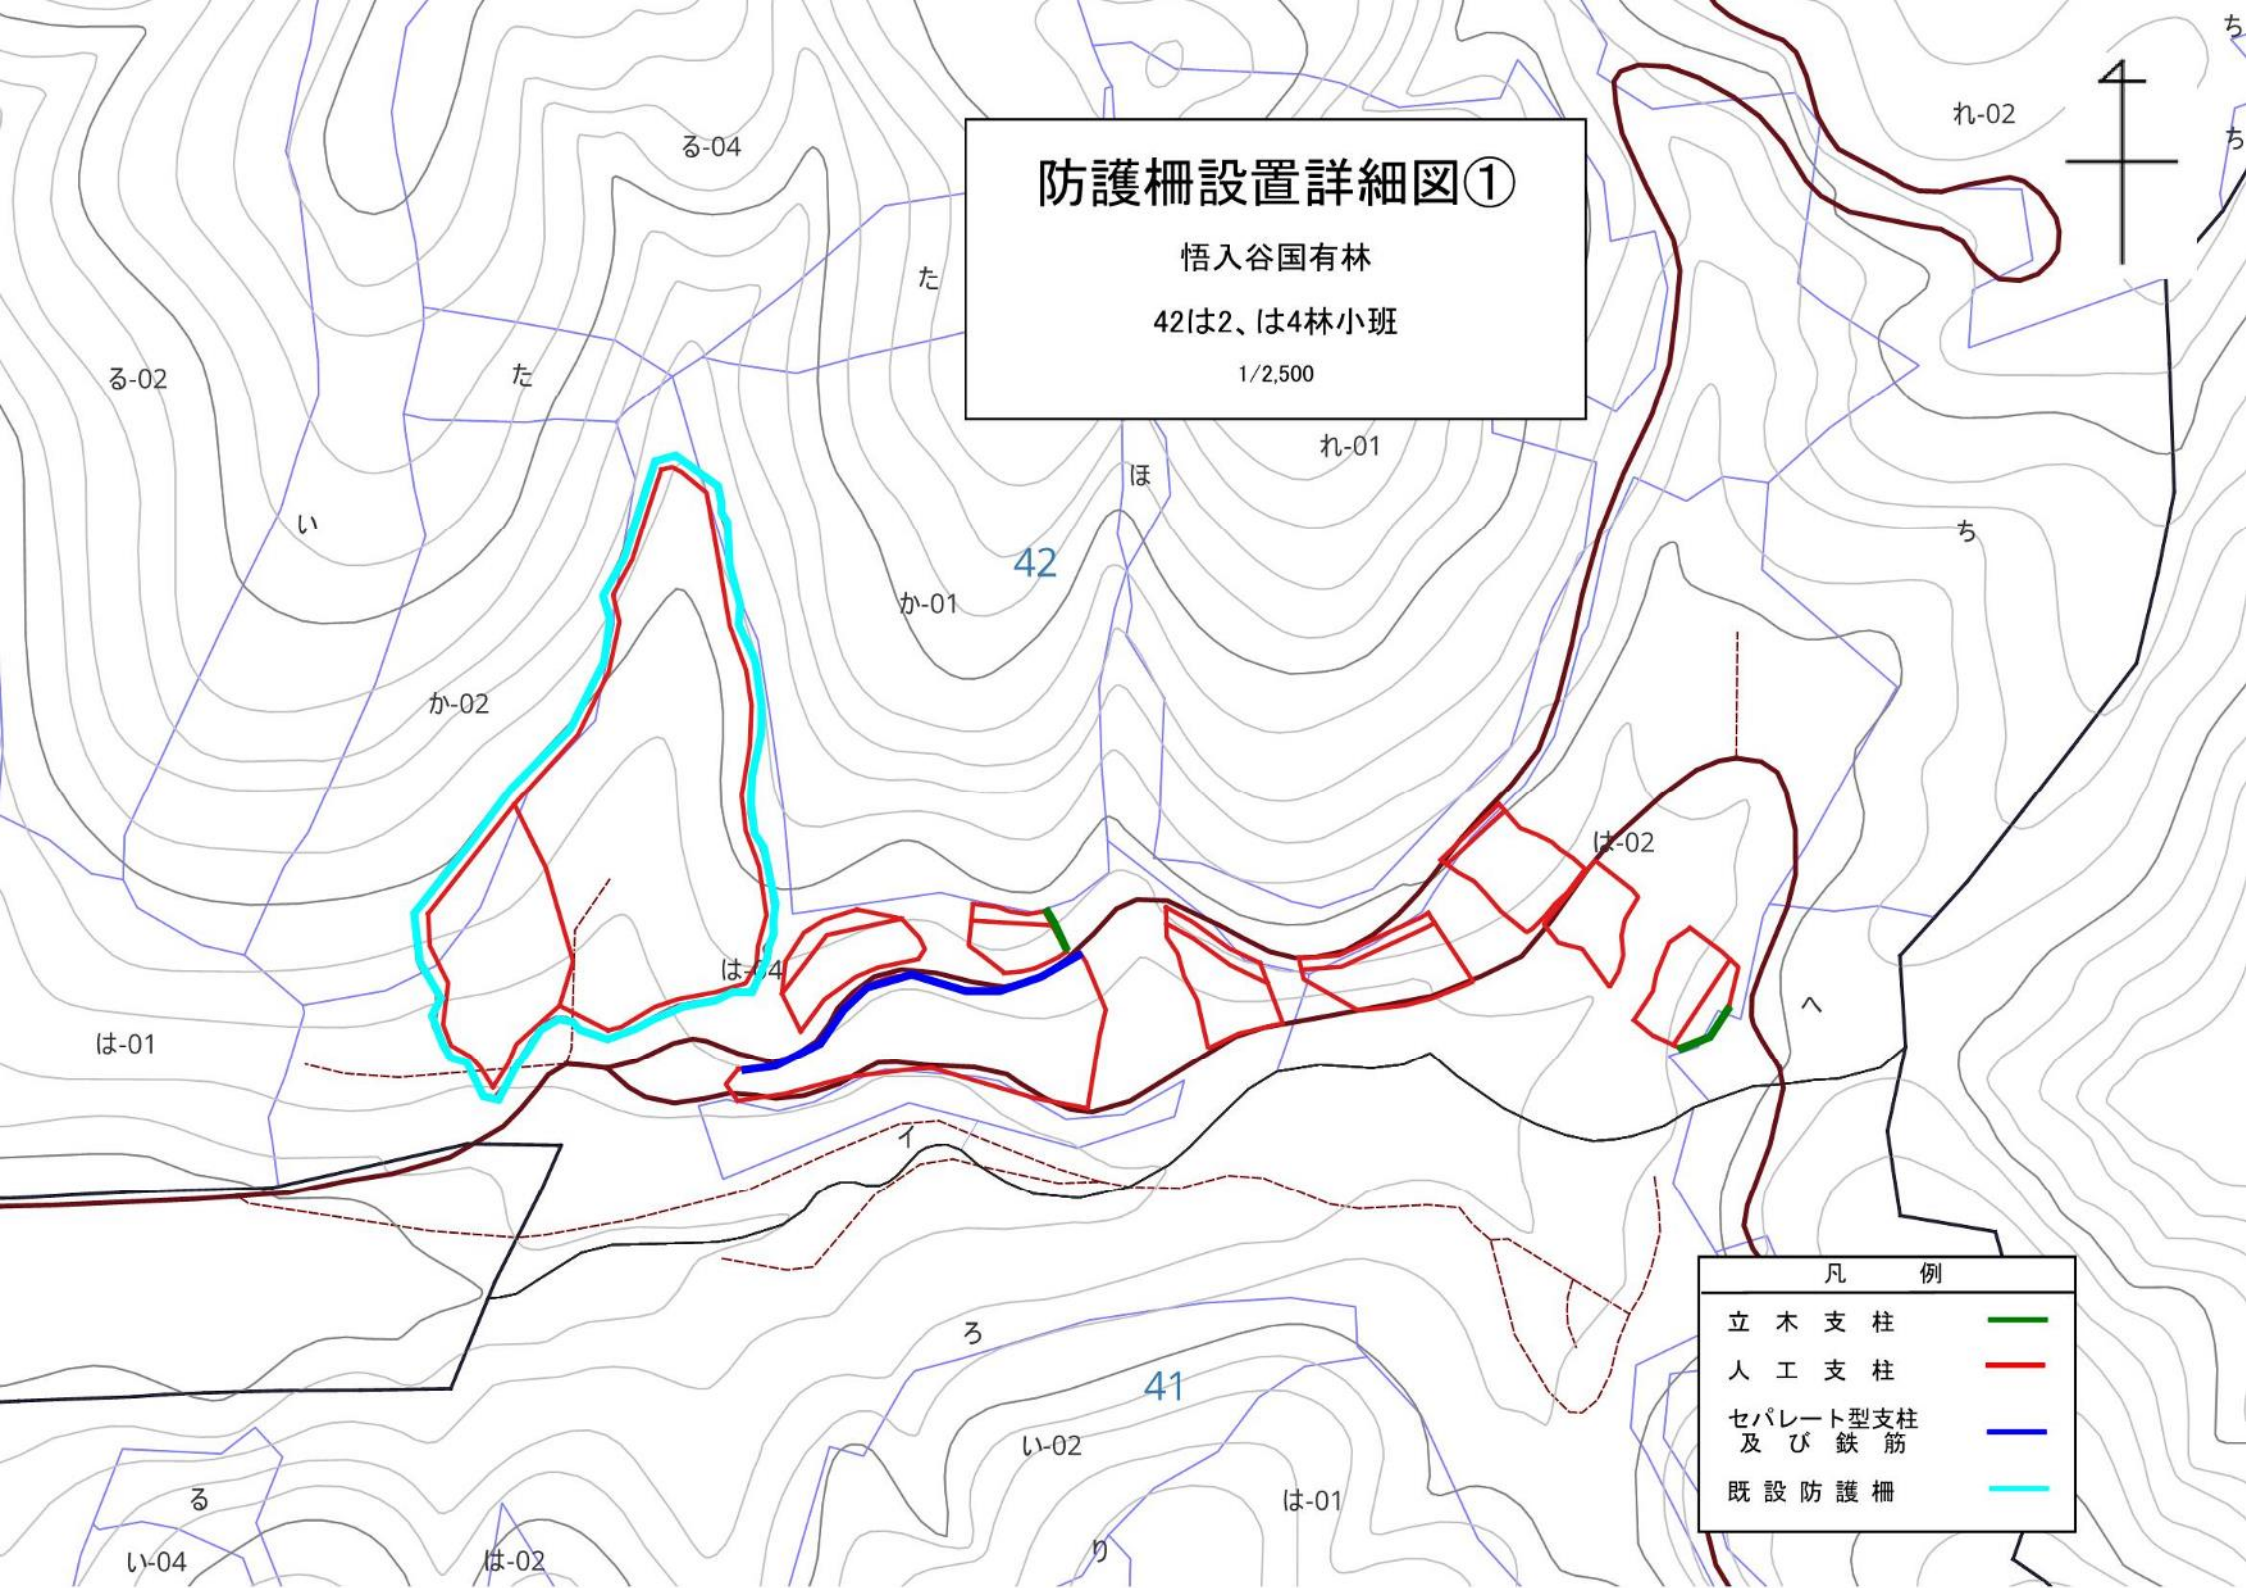 防護柵設置詳細図①
悟入谷国有林
42は2、は4林小班
1/2,500
ち
れ-02
ち
る-04
た
る-02
た
れ-01
ほ
い
ち
42
か-01
か-02
は-02
は-04
へ
は-01
イ
ろ
41
い-02
は-01
る
り
い-04
は-02
凡 例
立木支柱
人工支柱
セパレート型支柱
及び鉄筋
既設防護柵